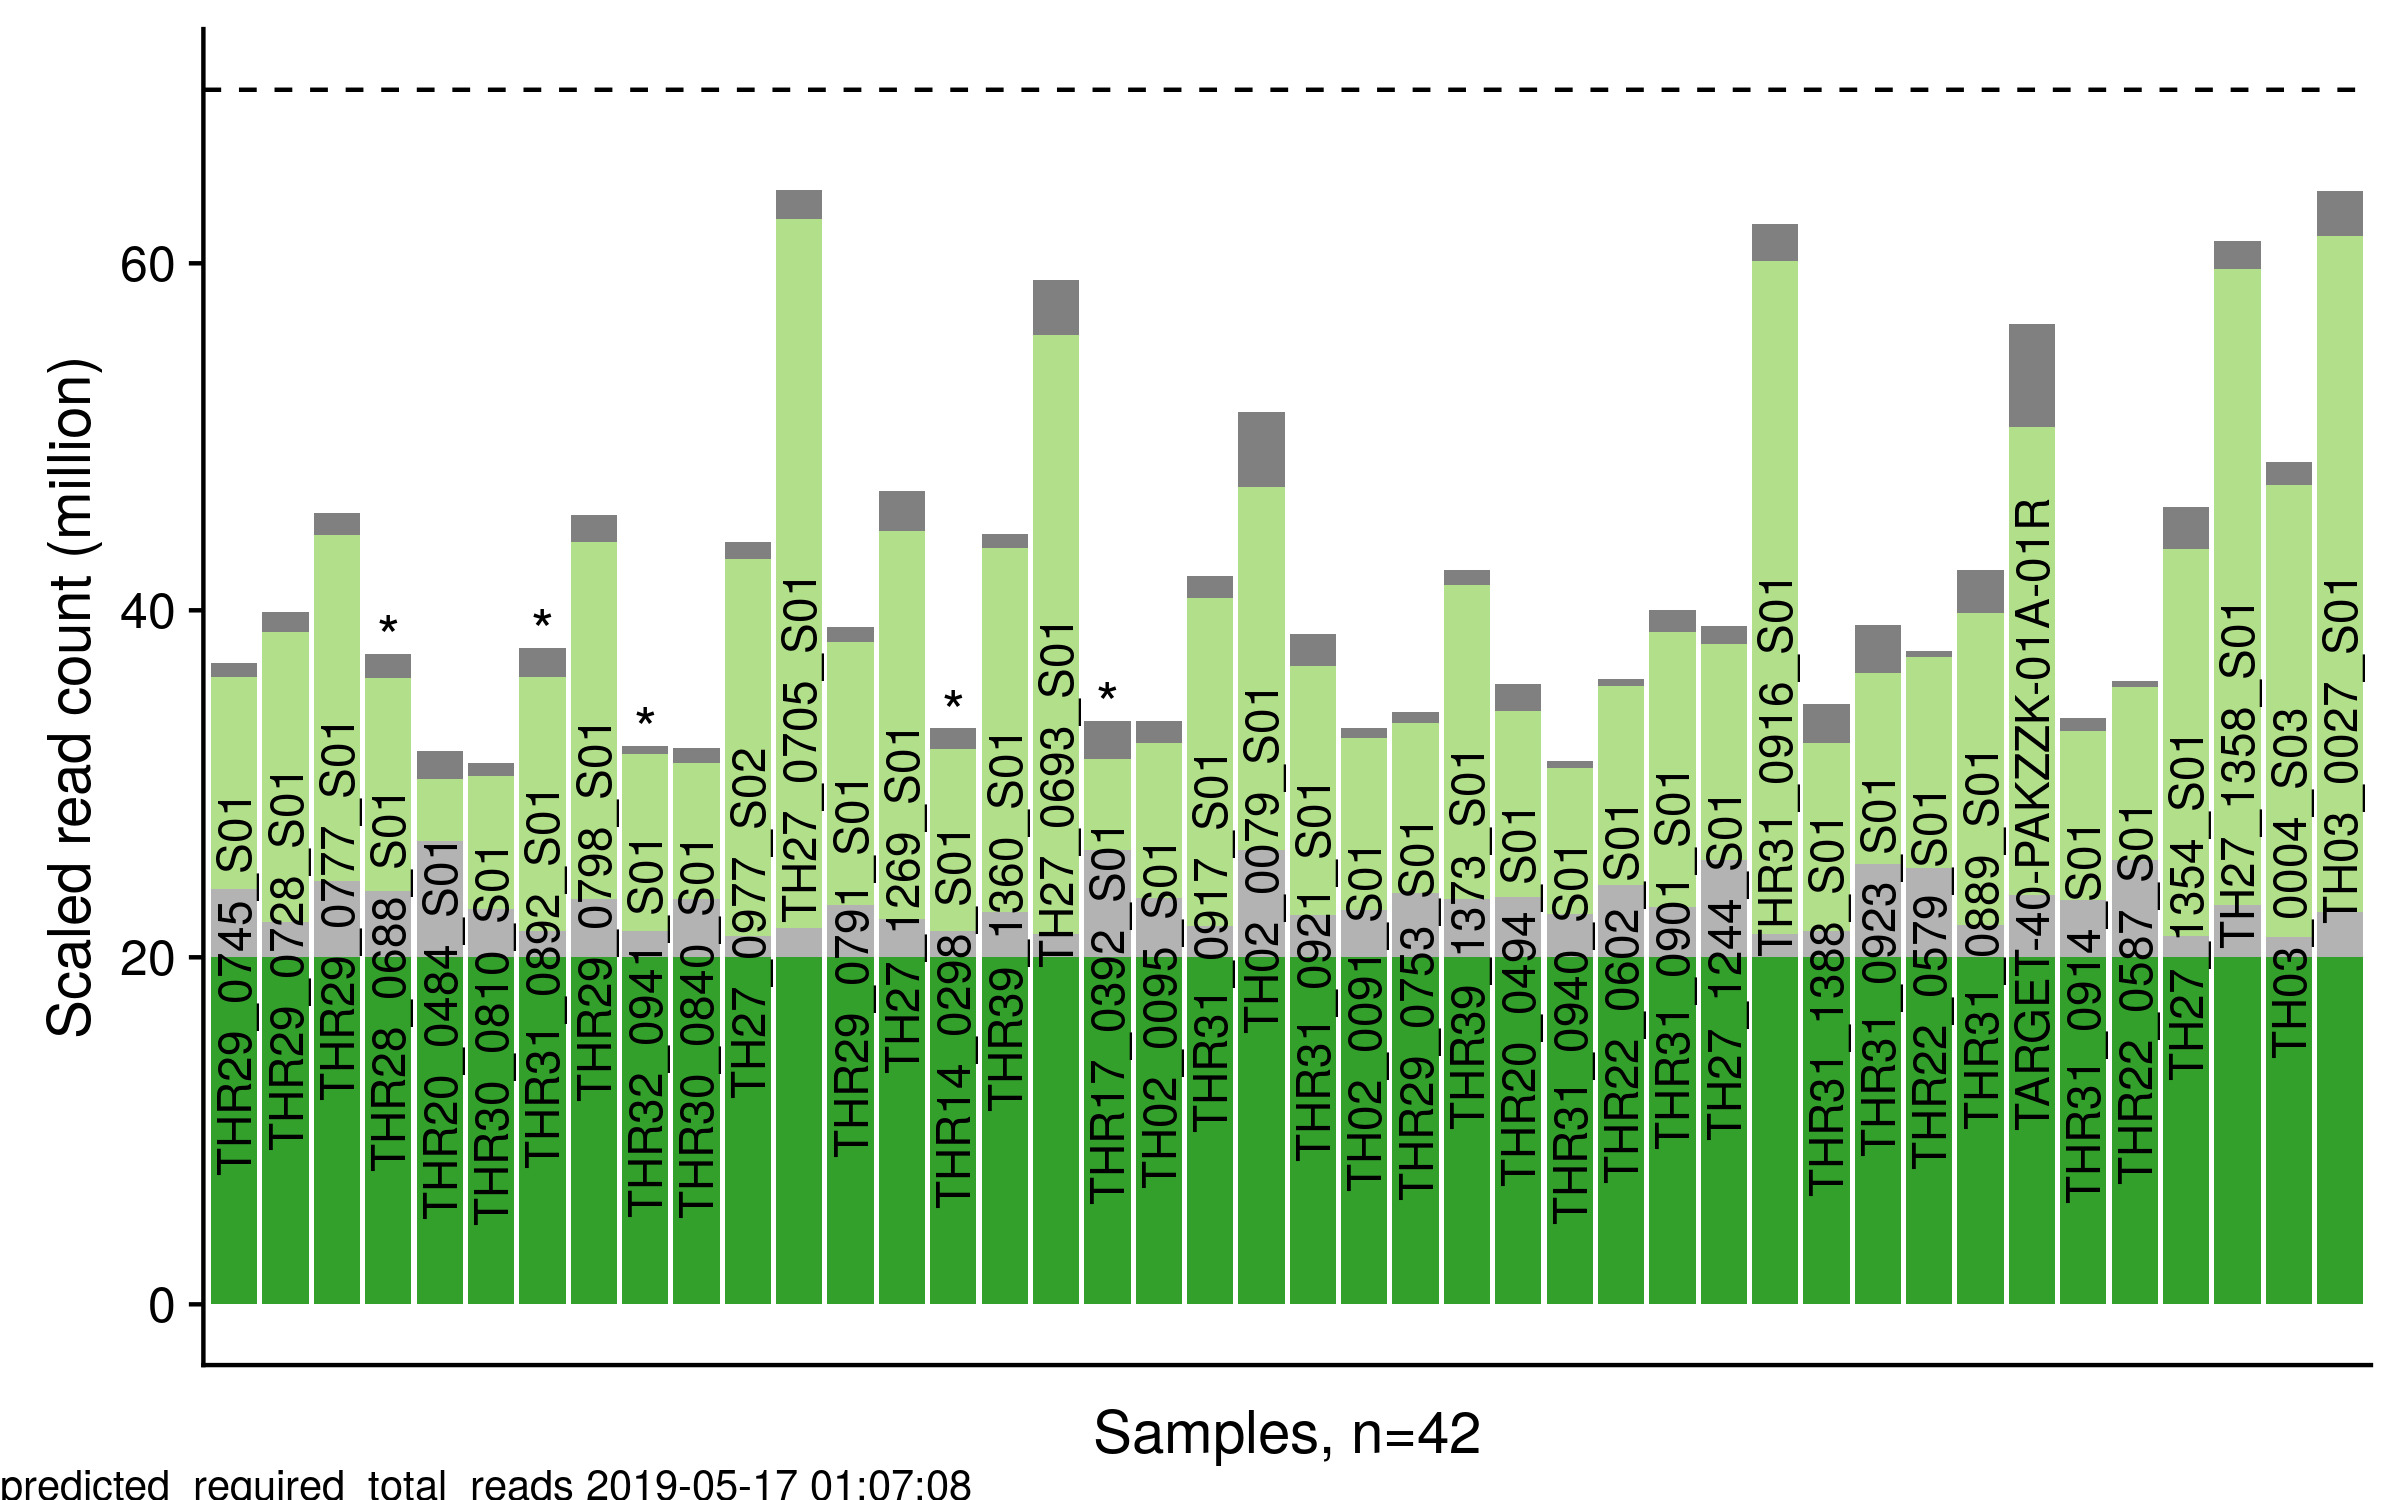 Scaled read count (million)
60
40
20
0
*
*
*
*
*
THR29_0745_S01
THR29_0728_S01
THR29_0777_S01
THR28_0688_S01
THR20_0484_S01
THR30_0810_S01
THR31_0892_S01
THR29_0798_S01
THR32_0941_S01
THR30_0840_S01
TH27_0977_S02
TH27_0705_S01
THR29_0791_S01
TH27_1269_S01
THR14_0298_S01
THR39_1360_S01
TH27_0693_S01
THR17_0392_S01
TH02_0095_S01
THR31_0917_S01
TH02_0079_S01
THR31_0921_S01
TH02_0091_S01
THR29_0753_S01
THR39_1373_S01
THR20_0494_S01
THR31_0940_S01
THR22_0602_S01
THR31_0901_S01
TH27_1244_S01
THR31_0916_S01
THR31_1388_S01
THR31_0923_S01
THR22_0579_S01
THR31_0889_S01
TARGET-40-PAKZZK-01A-01R
THR31_0914_S01
THR22_0587_S01
TH27_1354_S01
TH27_1358_S01
TH03_0004_S03
TH03_0027_S01
Samples, n=42
predicted_required_total_reads 2019-05-17 01:07:08